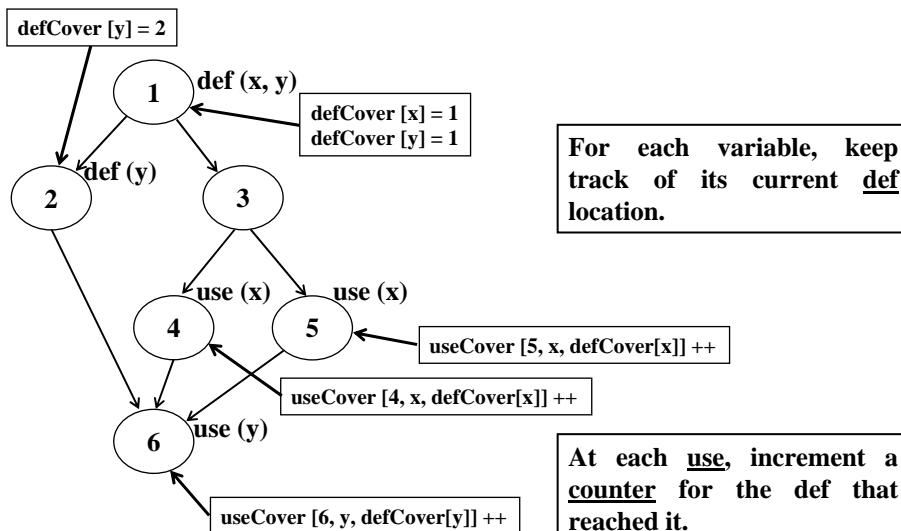 defCover [y] = 2
1
def (x, y)
defCover [x] = 1
defCover [y] = 1
For each variable, keep
track of its current def
location.
def (y)
2
3
use (x)
use (x)
4
5
useCover [5, x, defCover[x]] ++
useCover [4, x, defCover[x]] ++
6
use (y)
At each use, increment a
counter for the def that
reached it.
useCover [6, y, defCover[y]] ++